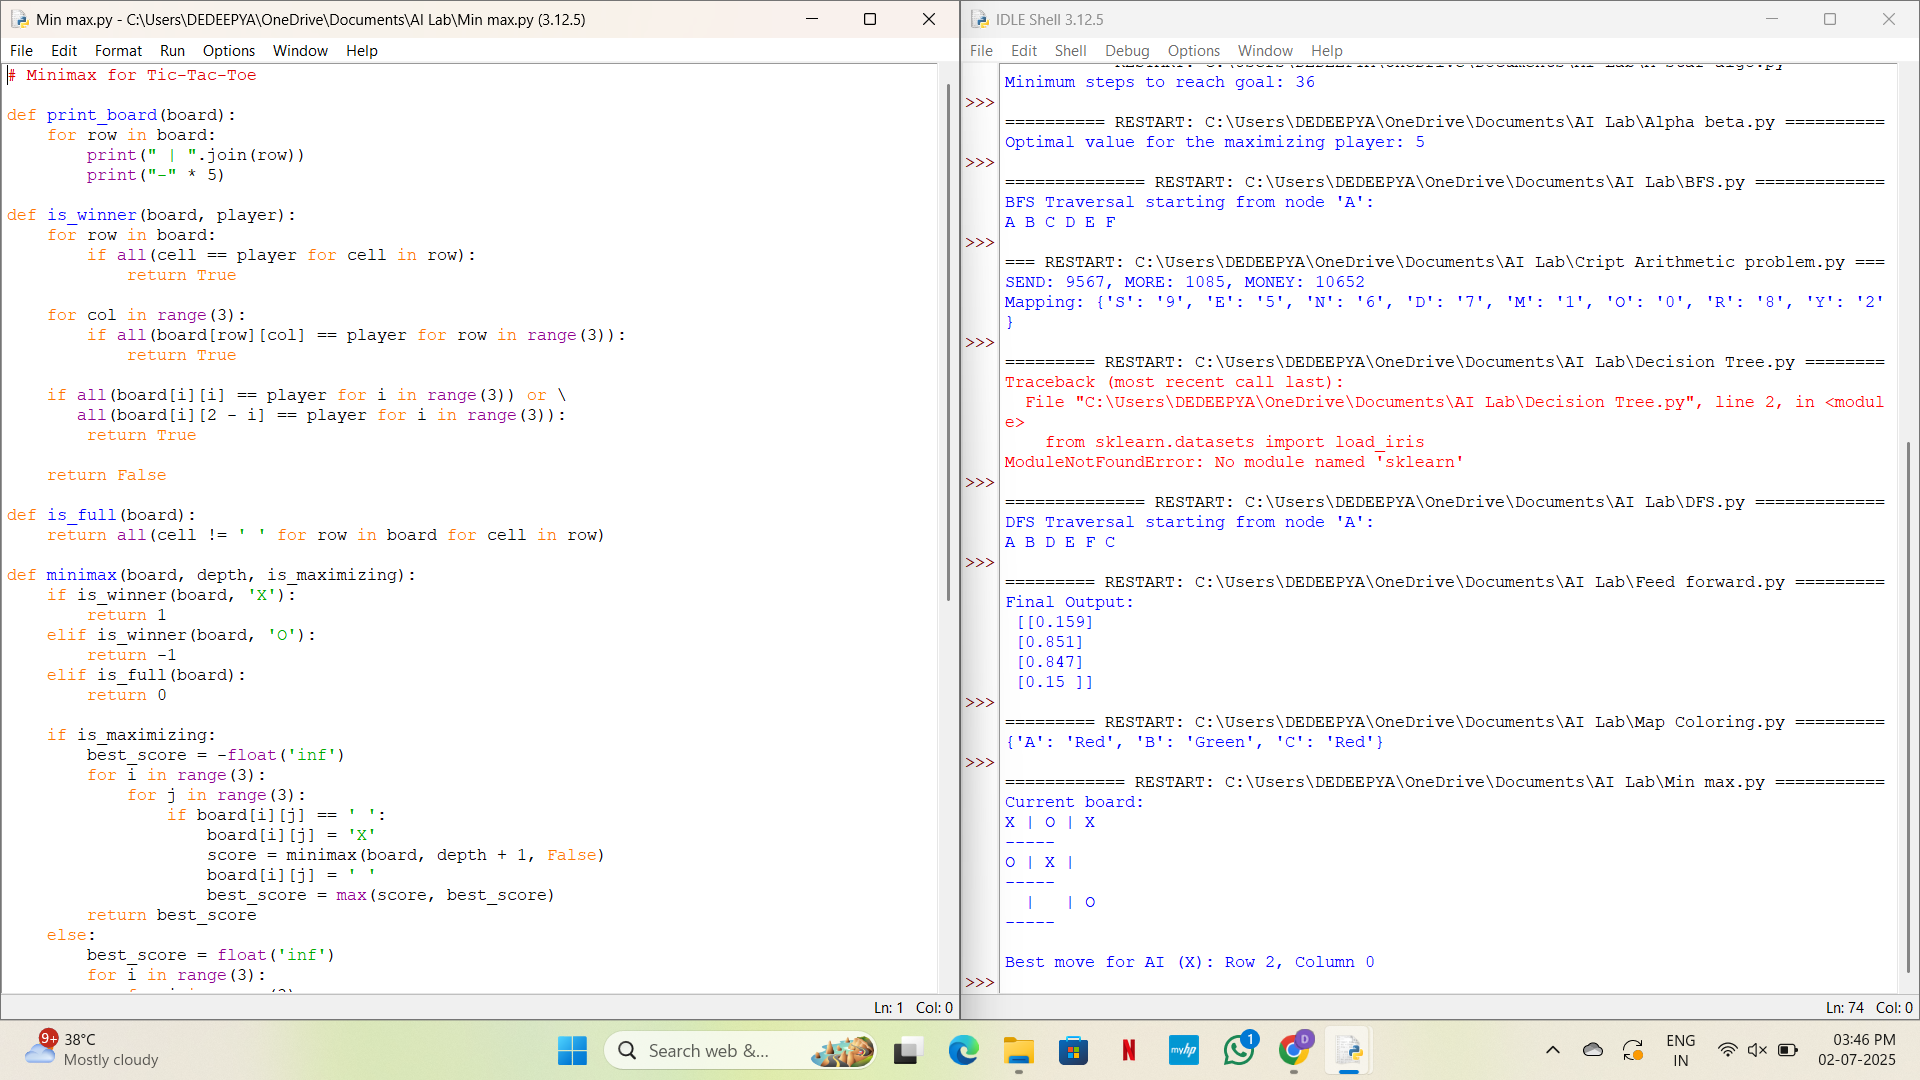 Min max.py - C:\Users\DEDEEPYA\OneDrive\Documents\AI Lab\Min max.py (3.12.5)
File Edit Format Run Options Window Help
# Minimax for Tic-Tac-Toe
def print_board(board):
    for row in board:
        print(" | ".join(row))
        print("-" * 5)
def is_winner(board, player):
    for row in board:
        if all(cell == player for cell in row):
            return True
    for col in range(3):
        if all(board[row][col] == player for row in range(3)):
            return True
    if all(board[i][i] == player for i in range(3)) or \
       all(board[i][2 - i] == player for i in range(3)):
        return True
    return False
def is_full(board):
    return all(cell != ' ' for row in board for cell in row)
def minimax(board, depth, is_maximizing):
    if is_winner(board, 'X'):
        return 1
    elif is_winner(board, 'O'):
        return -1
    elif is_full(board):
        return 0
    if is_maximizing:
        best_score = -float('inf')
        for i in range(3):
            for j in range(3):
                if board[i][j] == ' ':
                    board[i][j] = 'X'
                    score = minimax(board, depth + 1, False)
                    board[i][j] = ' '
                    best_score = max(score, best_score)
        return best_score
    else:
        best_score = float('inf')
        for i in range(3):
Ln: 1 Col: 0
IDLE Shell 3.12.5
File Edit Shell Debug Options Window Help
Minimum steps to reach goal: 36
>>>
========== RESTART: C:\Users\DEDEEPYA\OneDrive\Documents\AI Lab\Alpha beta.py ==========
Optimal value for the maximizing player: 5
>>>
============== RESTART: C:\Users\DEDEEPYA\OneDrive\Documents\AI Lab\BFS.py =============
BFS Traversal starting from node 'A':
A B C D E F
>>>
=== RESTART: C:\Users\DEDEEPYA\OneDrive\Documents\AI Lab\Cript Arithmetic problem.py ===
SEND: 9567, MORE: 1085, MONEY: 10652
Mapping: {'S': '9', 'E': '5', 'N': '6', 'D': '7', 'M': '1', 'O': '0', 'R': '8', 'Y': '2'
}
>>>
========= RESTART: C:\Users\DEDEEPYA\OneDrive\Documents\AI Lab\Decision Tree.py ========
Traceback (most recent call last):
  File "C:\Users\DEDEEPYA\OneDrive\Documents\AI Lab\Decision Tree.py", line 2, in <modul
e>
    from sklearn.datasets import load_iris
ModuleNotFoundError: No module named 'sklearn'
>>>
============== RESTART: C:\Users\DEDEEPYA\OneDrive\Documents\AI Lab\DFS.py =============
DFS Traversal starting from node 'A':
A B D E F C
>>>
========= RESTART: C:\Users\DEDEEPYA\OneDrive\Documents\AI Lab\Feed forward.py =========
Final Output:
 [[0.159]
 [0.851]
 [0.847]
 [0.15 ]]
>>>
========= RESTART: C:\Users\DEDEEPYA\OneDrive\Documents\AI Lab\Map Coloring.py =========
{'A': 'Red', 'B': 'Green', 'C': 'Red'}
>>>
============ RESTART: C:\Users\DEDEEPYA\OneDrive\Documents\AI Lab\Min max.py ===========
Current board:
X | O | X
-----
O | X |
-----
  |   | O
-----
Best move for AI (X): Row 2, Column 0
>>>
Ln: 74 Col: 0
9+
38°C
Mostly cloudy
Search web &...
N
myhp
1
D
ENG
IN
03:46 PM
02-07-2025